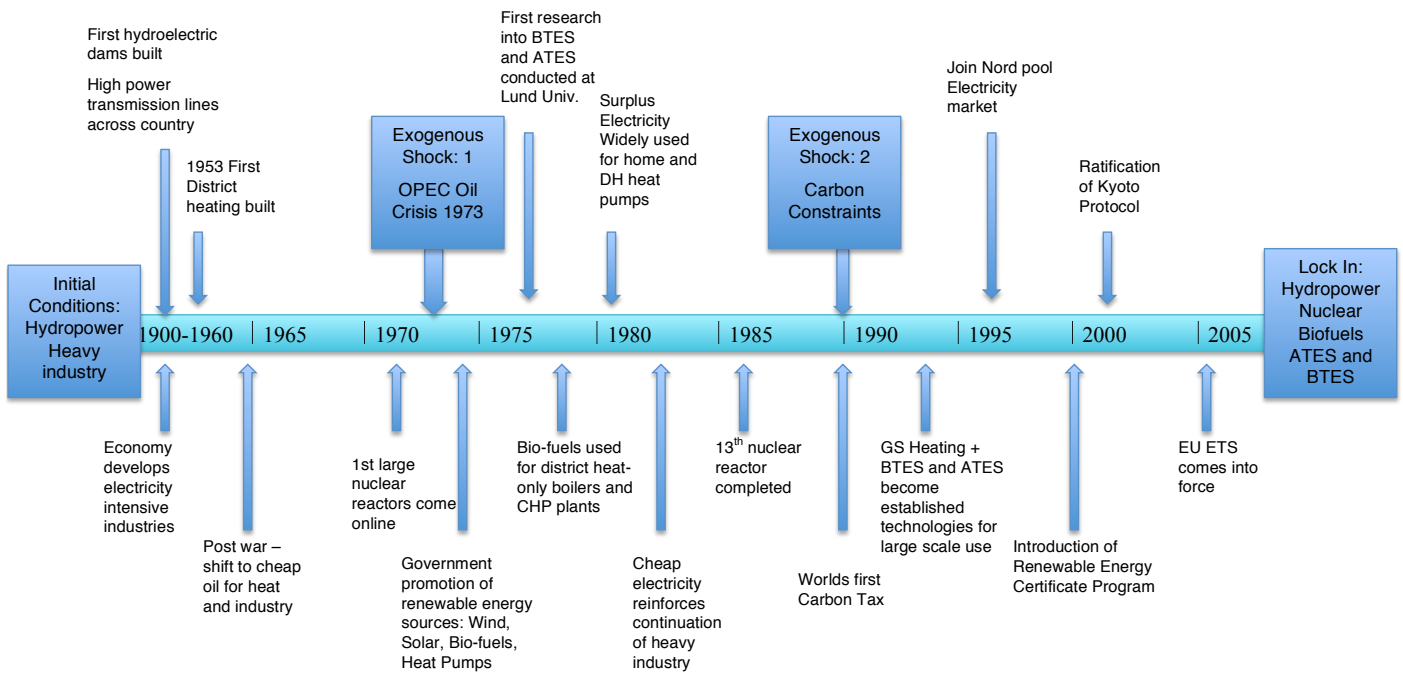 First hydroelectric
dams built
High power
transmission lines
across country
1953 First
District
heating built
Exogenous
Shock: 1
OPEC Oil
Crisis 1973
First research
into BTES
and ATES
conducted at
Lund Univ.
Surplus
Electricity
Widely used
for home and
DH heat
pumps
Exogenous
Shock: 2
Carbon
Constraints
Join Nord pool
Electricity
market
Ratification
of Kyoto
Protocol
Initial
Conditions:
Hydropower
Heavy
industry
1900-1960
1965
1970
1975
1980
1985
1990
1995
2000
2005
Lock In:
Hydropower
Nuclear
Biofuels
ATES and
BTES
Economy
develops
electricity
intensive
industries
Post war –
shift to cheap
oil for heat
and industry
1st large
nuclear
reactors come
online
Government
promotion of
renewable energy
sources: Wind,
Solar, Bio-fuels,
Heat Pumps
Bio-fuels used
for district heat-
only boilers and
CHP plants
Cheap
electricity
reinforces
continuation
of heavy
industry
13th nuclear
reactor
completed
Worlds first
Carbon Tax
GS Heating +
BTES and ATES
become
established
technologies for
large scale use
Introduction of
Renewable Energy
Certificate Program
EU ETS
comes into
force